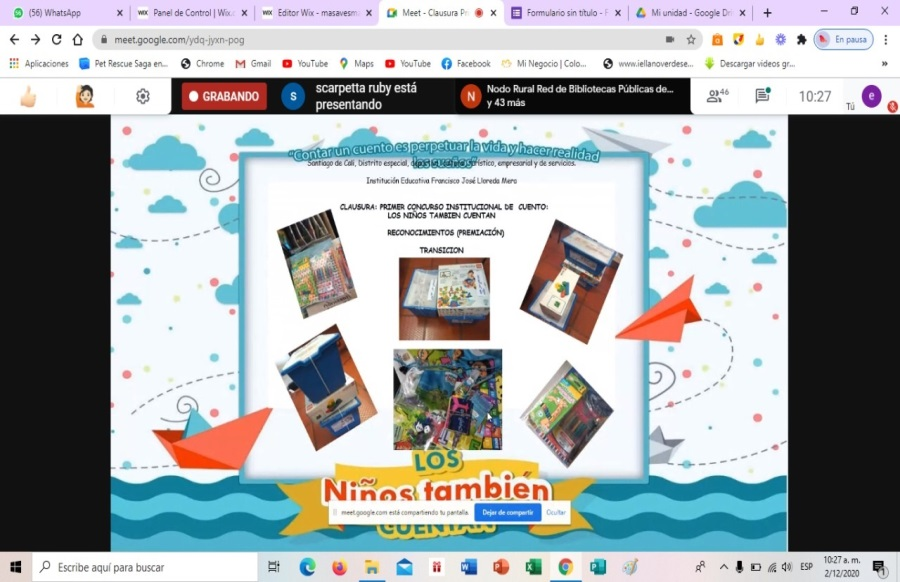 (56) WhatsApp
Panel de Control | Wix.
Editor Wix - masavesma
Meet - Clausura Pr
Formulario sin título - F
Mi unidad - Google Dri
meet.google.com/ydq-jyxn-pog
En pausa
Aplicaciones
Pet Rescue Saga en...
Chrome
Gmail
YouTube
Maps
YouTube
Facebook
Mi Negocio | Colo...
www.iellanoverdese...
Descargar videos gr...
GRABANDO
S
scarpetta ruby está
presentando
N
Nodo Rural Red de Bibliotecas Públicas de...
y 43 más
46
10:27
Tú
e
"Contar un cuento es perpetuar la vida y hacer realidad
los sueños"
Santiago de Cali, Distrito especial, empresarial y de servicios.
Institución Educativa Francisco José Lloreda Mera
CLAUSURA: PRIMER CONCURSO INSTITUCIONAL DE CUENTO:
LOS NIÑOS TAMBIEN CUENTAN
RECONOCIMIENTOS (PREMIACIÓN)
TRANSICION
LOS
Niños también
CUENTAN
meet.google.com está compartiendo tu pantalla.
Dejar de compartir
Ocultar
Escribe aquí para buscar
ESP
10:27 a. m.
2/12/2020